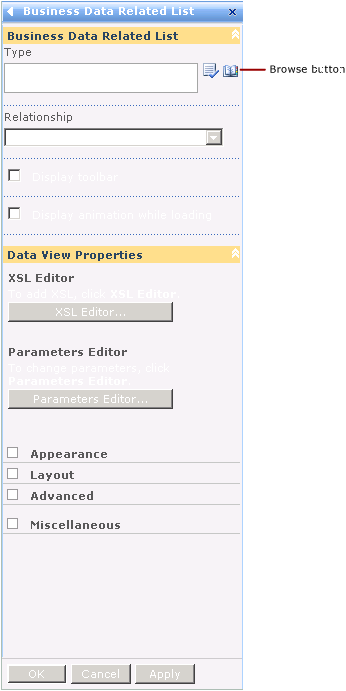 Business Data Related List
Business Data Related List
Type
Browse button
Relationship
Display toolbar
Display animation while loading
Data View Properties
XSL Editor
To add XSL, click XSL Editor
XSL Editor...
Parameters Editor
To change parameters, click
Parameters Editor
Parameters Editor...
Appearance
Layout
Advanced
Miscellaneous
OK Cancel Apply